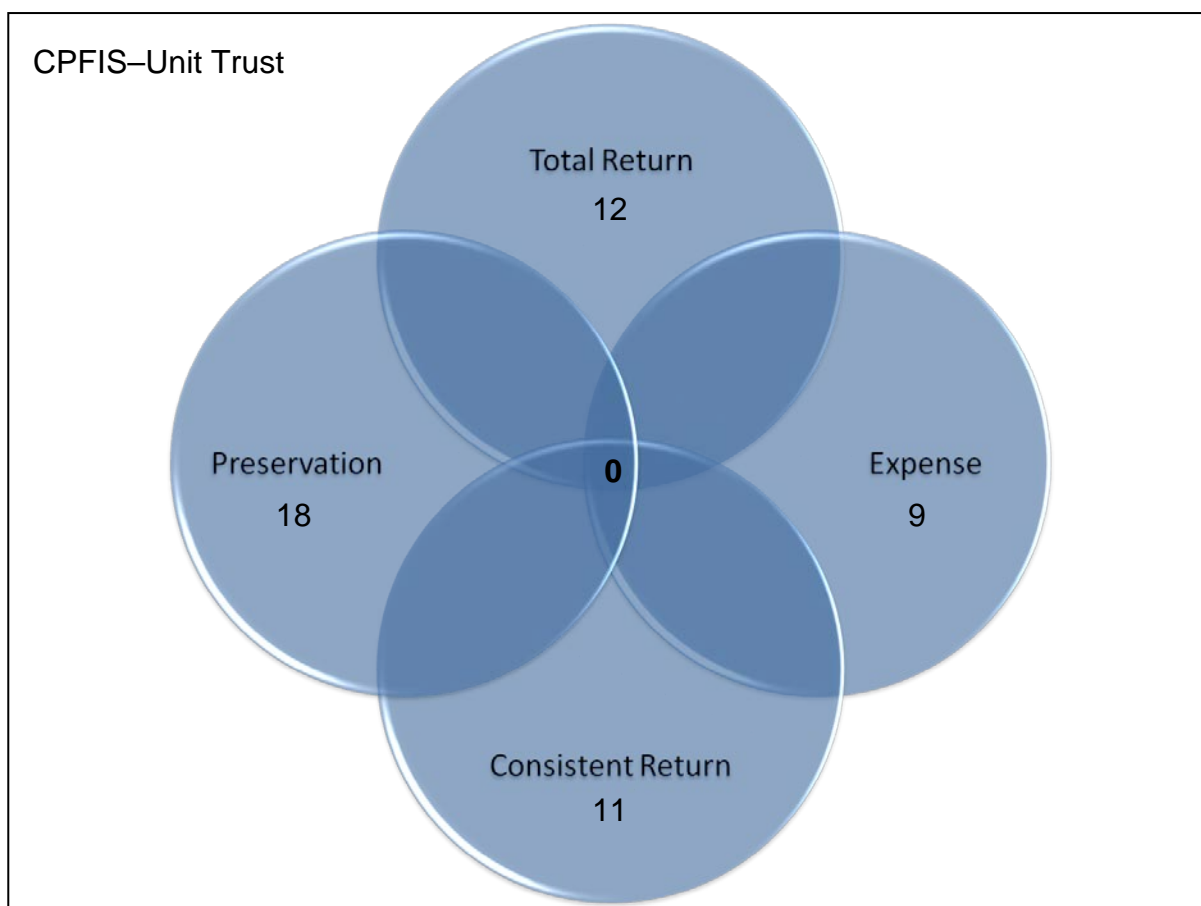 CPFIS–Unit Trust
Total Return
12
Preservation
18
0
Expense
9
Consistent Return
11